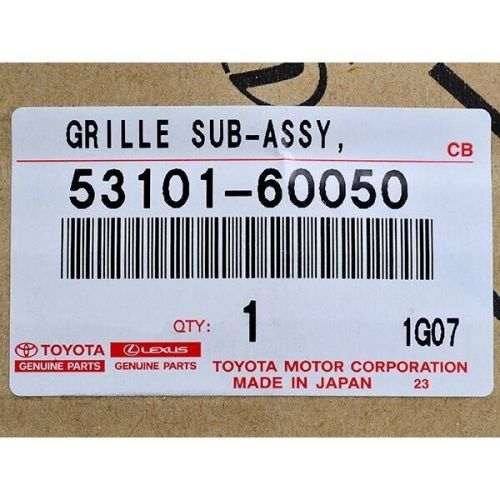 GRILLE SUB-ASSY,
CB
53101-60050
QTY: 1
1G07
TOYOTA LEXUS
GENUINE PARTS GENUINE PARTS
TOYOTA MOTOR CORPORATION
MADE IN JAPAN 23